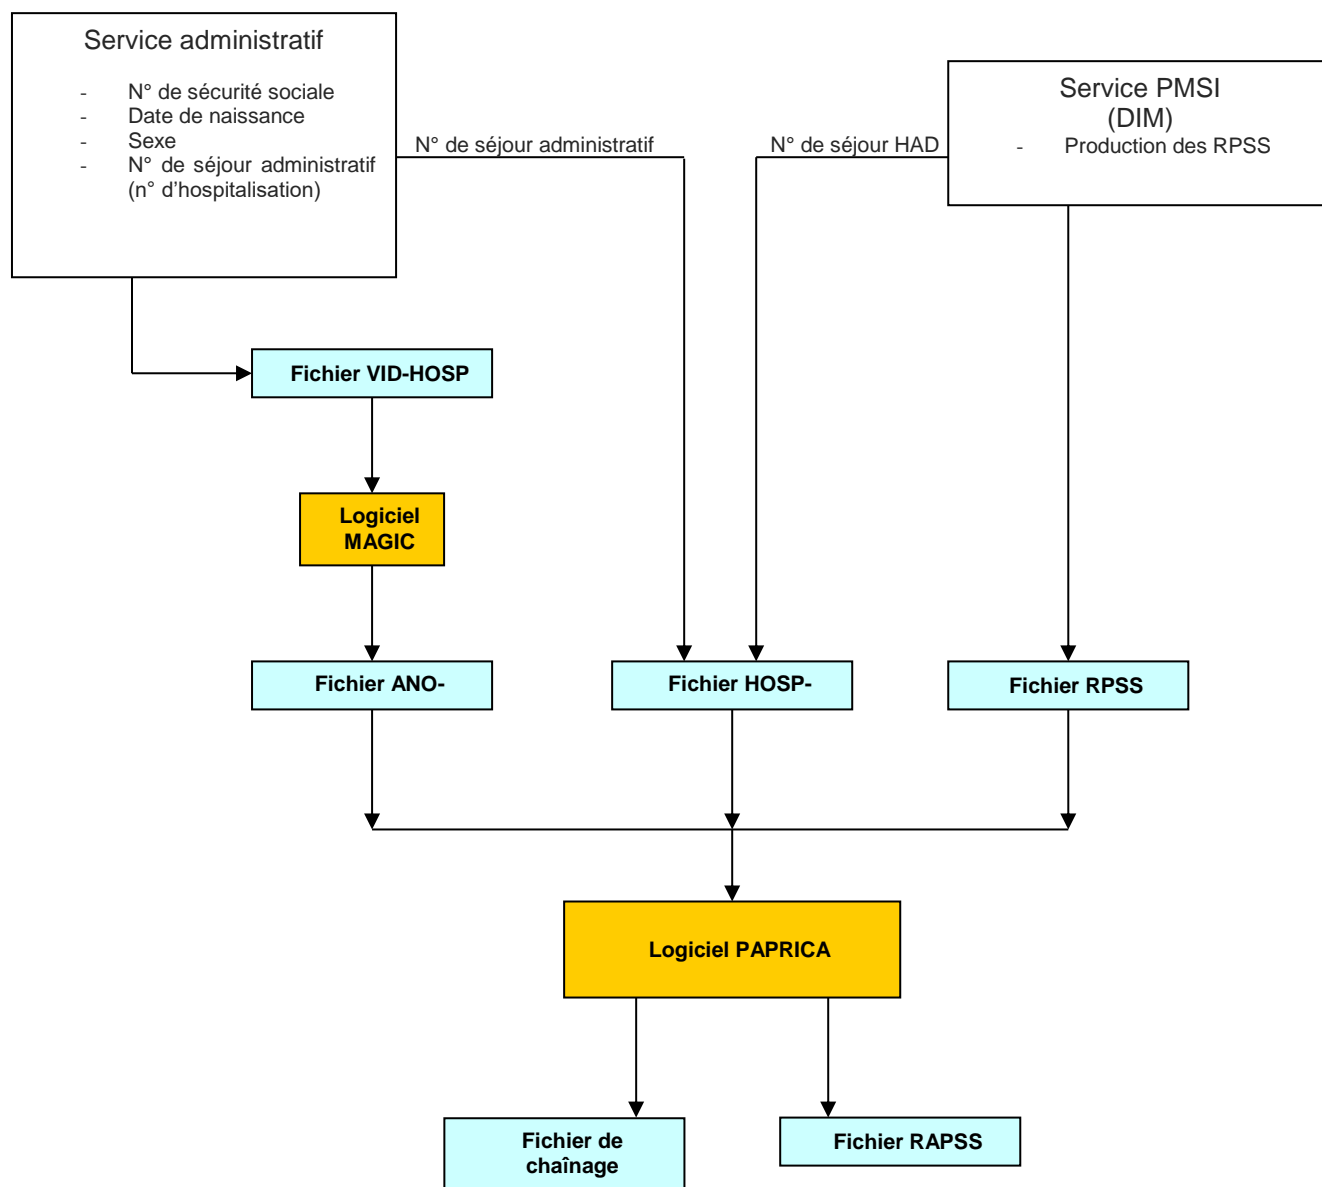 Service administratif
- N° de sécurité sociale
- Date de naissance
- Sexe
- N° de séjour administratif
(n° d'hospitalisation)
N° de séjour administratif
N° de séjour HAD
Service PMSI
(DIM)
- Production des RPSS
Fichier VID-HOSP
Logiciel
MAGIC
Fichier ANO-
Fichier HOSP-
Fichier RPSS
Logiciel PAPRICA
Fichier de
chaînage
Fichier RAPSS